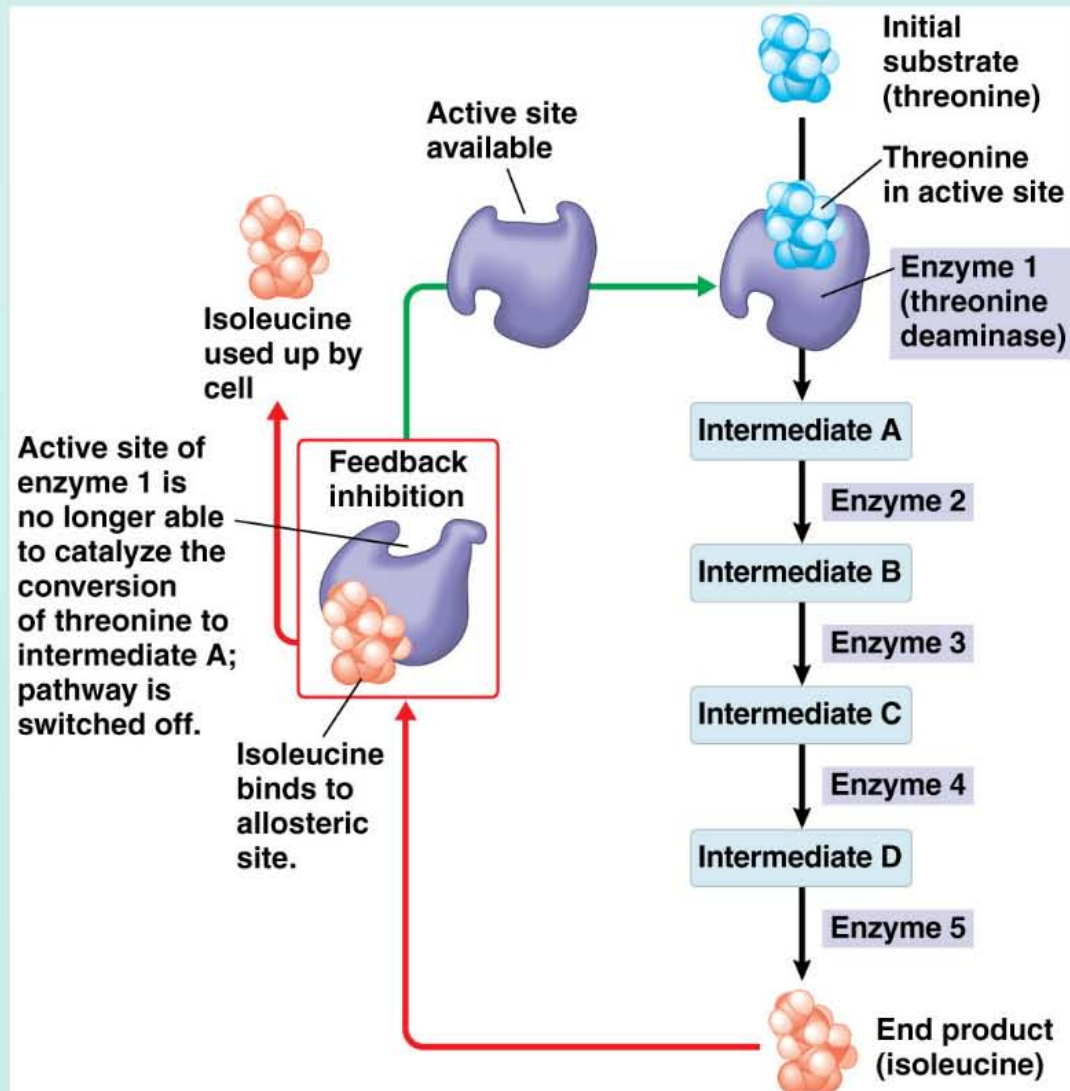 Initial
substrate
(threonine)
Active site
available
Threonine
in active site
Enzyme 1
(threonine
deaminase)
Isoleucine
used up by
cell
Intermediate A
Active site of
enzyme 1 is
no longer able
to catalyze the
conversion
of threonine to
intermediate A;
pathway is
switched off.
Feedback
inhibition
Enzyme 2
Intermediate B
Enzyme 3
Intermediate C
Isoleucine
binds to
allosteric
site.
Enzyme 4
Intermediate D
Enzyme 5
End product
(isoleucine)